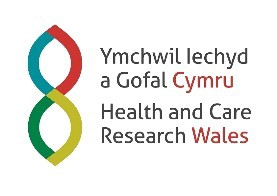 Ymchwil Iechyd
a Gofal Cymru
Health and Care
Research Wales